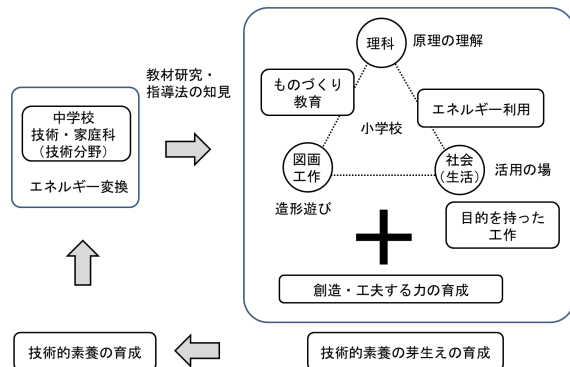 中学校
技術・家庭科
(技術分野)
エネルギー変換
教材研究・
指導法の知見
理科
原理の理解
ものづくり
教育
エネルギー利用
小学校
図画
工作
社会
(生活)
活用の場
造形遊び
目的を持った
工作
創造・工夫する力の育成
技術的素養の育成
技術的素養の芽生えの育成